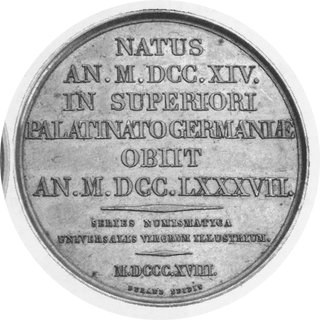 NATUS
AN. M. DCC. XIV.
IN SUPERIORI
PALATINATO GERMANIÆ
OBIIT
AN. M. DCC. LXXXVII.
SERIES NUMISMATICA
UNIVERSALIS VIRORUM ILLUSTRIUM.
M.DCCC.XVIII.
DURAND EDIDIT